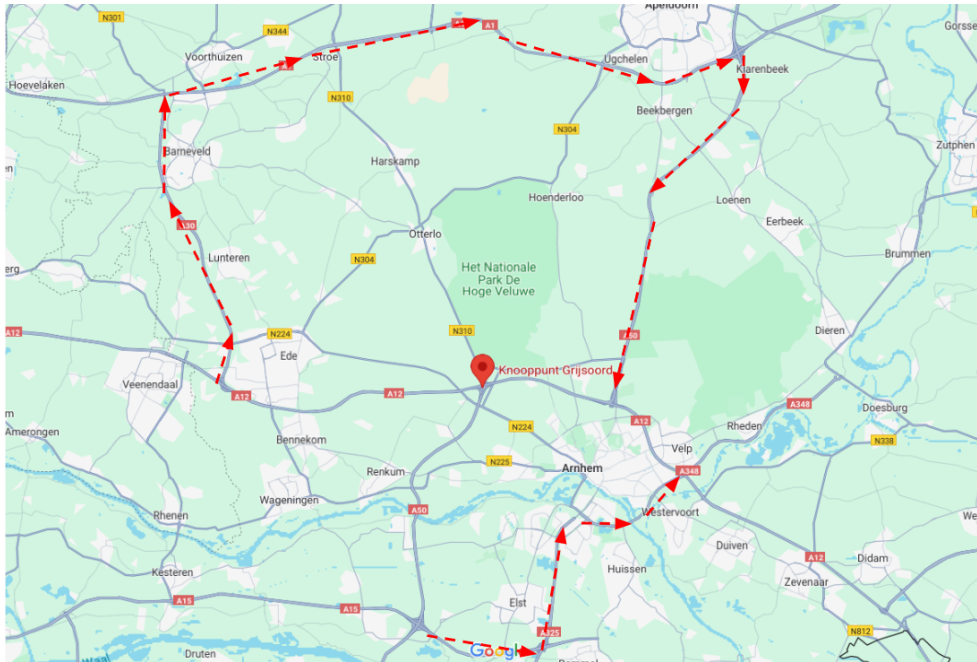 Apeldoorn
N301
N344
A1
Gorsse
Voorthuizen
Stroe
Ugchelen
Hoevelaken
Klarenbeek
N310
Beekbergen
N304
Barneveld
Harskamp
Zutphen
Hoenderloo
Loenen
Eerbeek
A30
Otterlo
Lunteren
Brummen
N304
Het Nationale
Park De
Hoge Veluwe
erg
A12
N224
N310
A50
Dieren
Ede
Knooppunt Grijsoord
Veenendaal
A12
A12
A348
Doesburg
Amerongen
N224
A12
Rheden
Bennekom
Velp
N338
Renkum
N225
Arnhem
A348
Wageningen
Rhenen
A50
Westervoort
We
Duiven
A12
Didam
Kesteren
Huissen
Zevenaar
A15
A15
Elst
A325
N812
Google
Waal
Druten